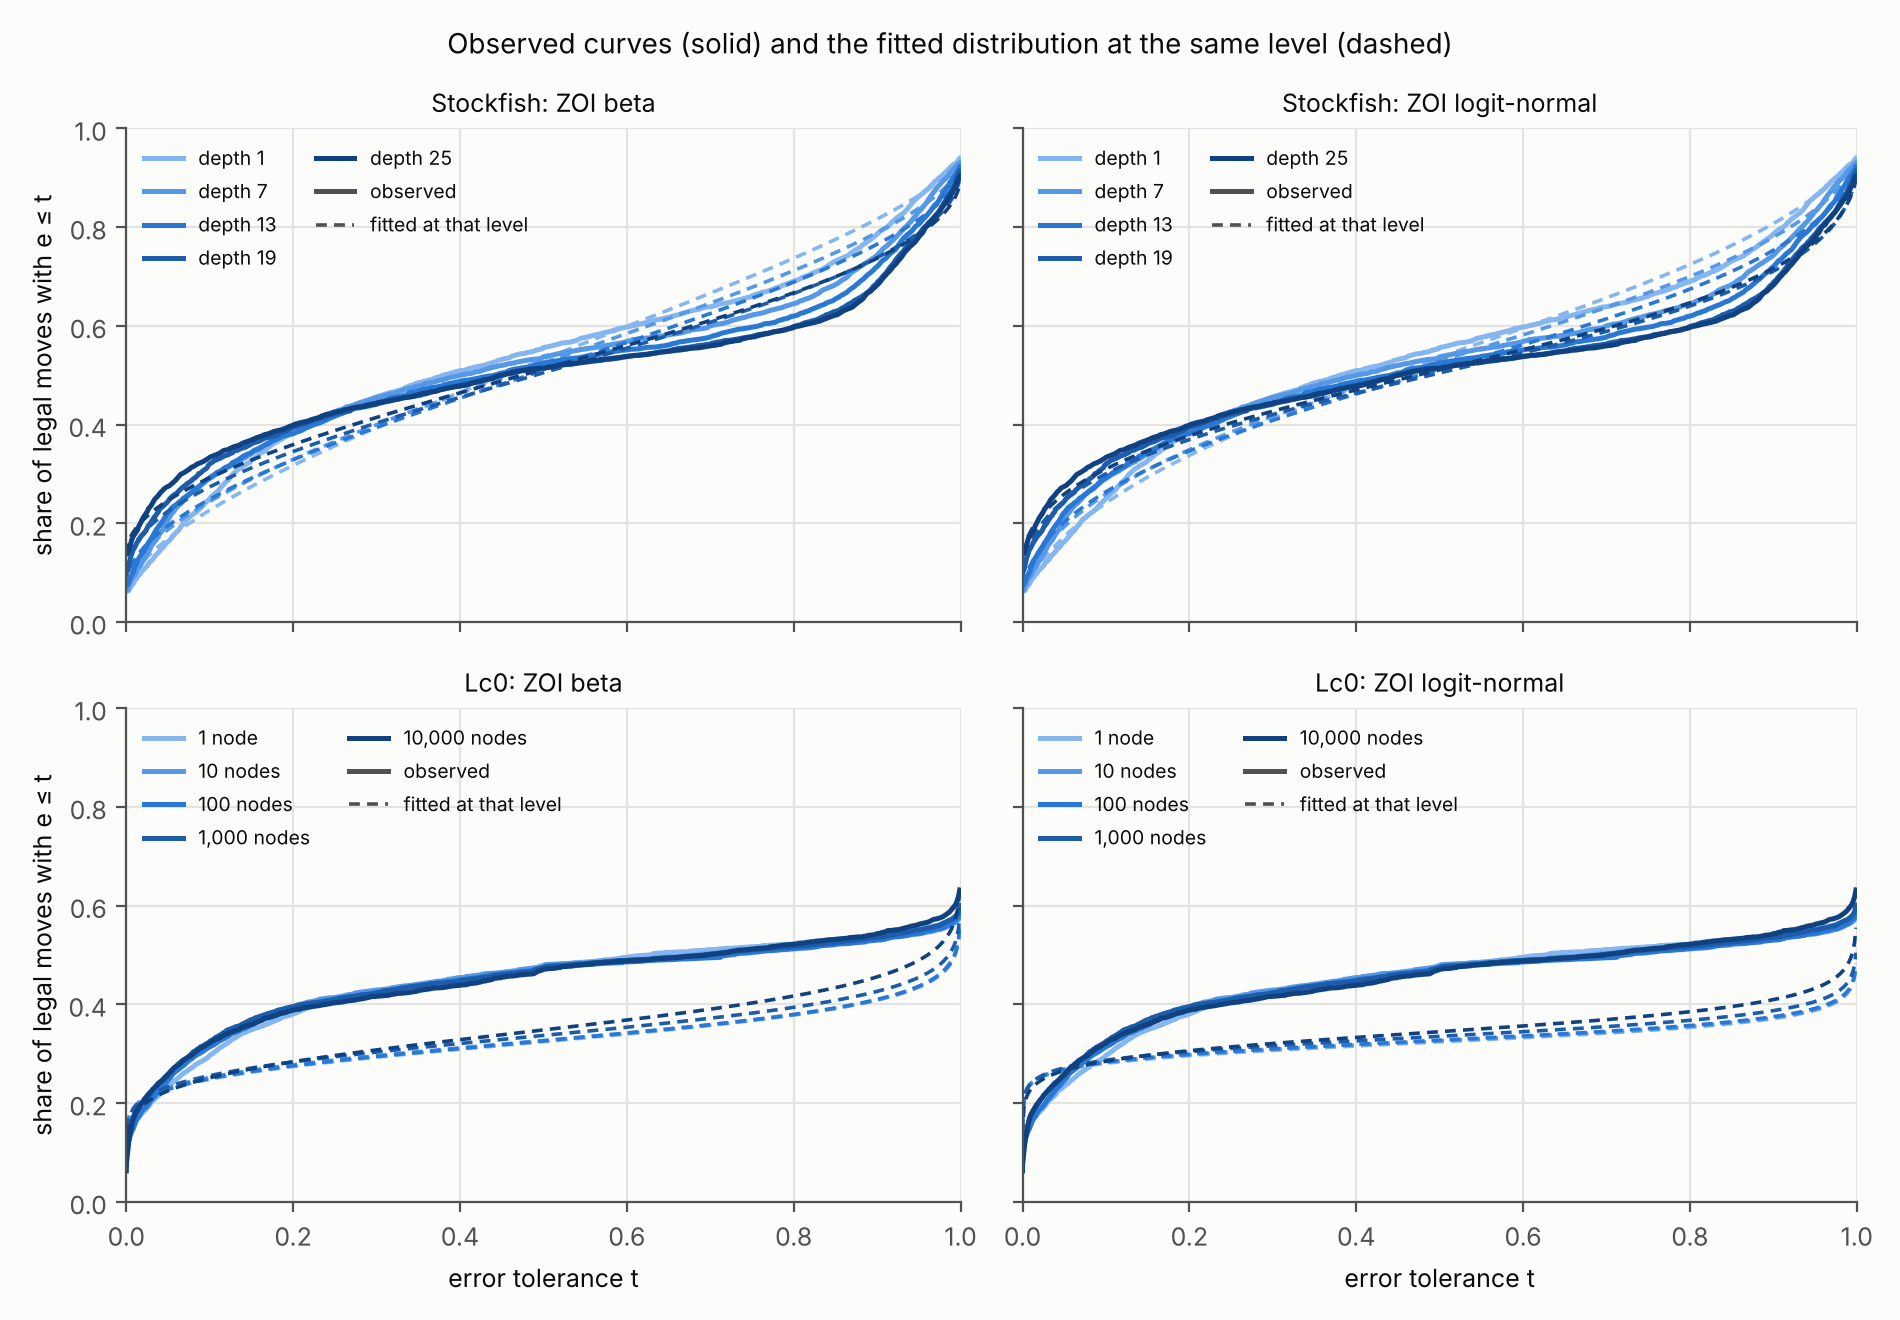 Observed curves (solid) and the fitted distribution at the same level (dashed)
Stockfish: ZOI beta
share of legal moves with e ≤ t
1.0
0.8
0.6
0.4
0.2
0.0
depth 1
depth 7
depth 13
depth 19
depth 25
observed
fitted at that level
Stockfish: ZOI logit-normal
depth 1
depth 7
depth 13
depth 19
depth 25
observed
fitted at that level
Lc0: ZOI beta
share of legal moves with e ≤ t
1.0
0.8
0.6
0.4
0.2
0.0
1 node
10 nodes
100 nodes
1,000 nodes
10,000 nodes
observed
fitted at that level
0.0 0.2 0.4 0.6 0.8 1.0
error tolerance t
Lc0: ZOI logit-normal
1 node
10 nodes
100 nodes
1,000 nodes
10,000 nodes
observed
fitted at that level
0.0 0.2 0.4 0.6 0.8 1.0
error tolerance t